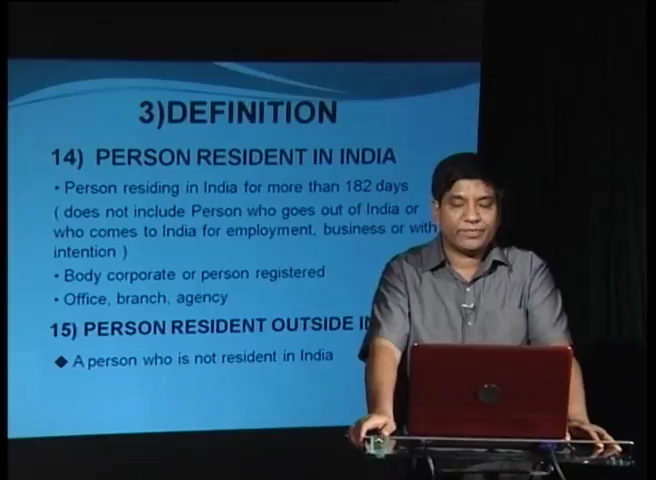 3)DEFINITION
14) PERSON RESIDENT IN INDIA
• Person residing in India for more than 182 days
( does not include Person who goes out of India or
who comes to India for employment, business or with
intention )
• Body corporate or person registered
• Office, branch, agency
15) PERSON RESIDENT OUTSIDE
◆ A person who is not resident in India